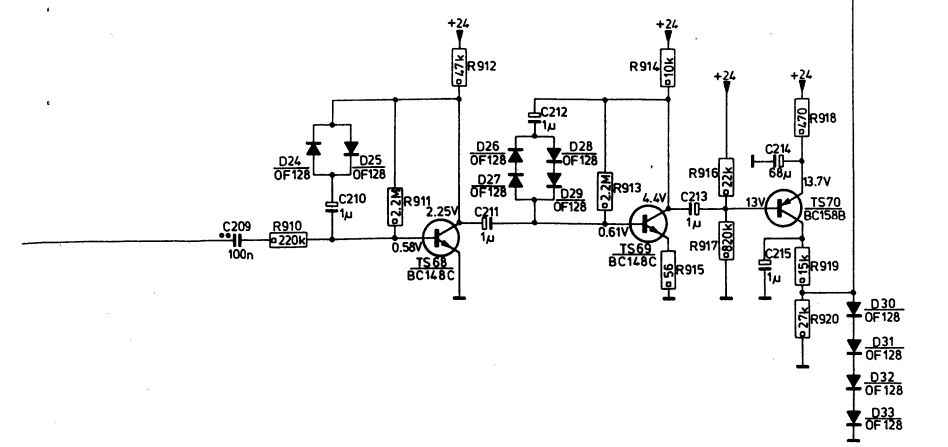 +24
47k
R912
+24
10k
R914
+24
+24
470
R918
C212
1µ
D24
OF128
D25
OF128
D26
OF128
D28
OF128
D27
OF128
D29
OF128
C210
1µ
2.2M
R911
2.2M
R913
R916
22k
C214
68µ
13.7V
2.25V
C211
1µ
4.4V
C213
1µ
13V
TS70
BC158B
C209
100n
R910
220k
0.58V
TS68
BC148C
0.61V
TS69
BC148C
56
R915
R917
820k
C215
1µ
15k
R919
27k
R920
D30
OF128
D31
OF128
D32
OF128
D33
OF128